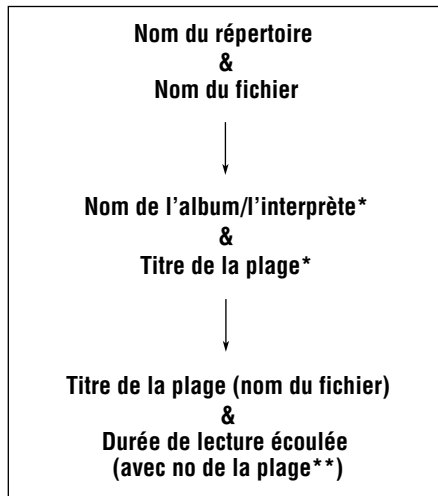 Nom du répertoire
&
Nom du fichier
Nom de l'album/l'interprète*
&
Titre de la plage*
Titre de la plage (nom du fichier)
&
Durée de lecture écoulée
(avec no de la plage**)